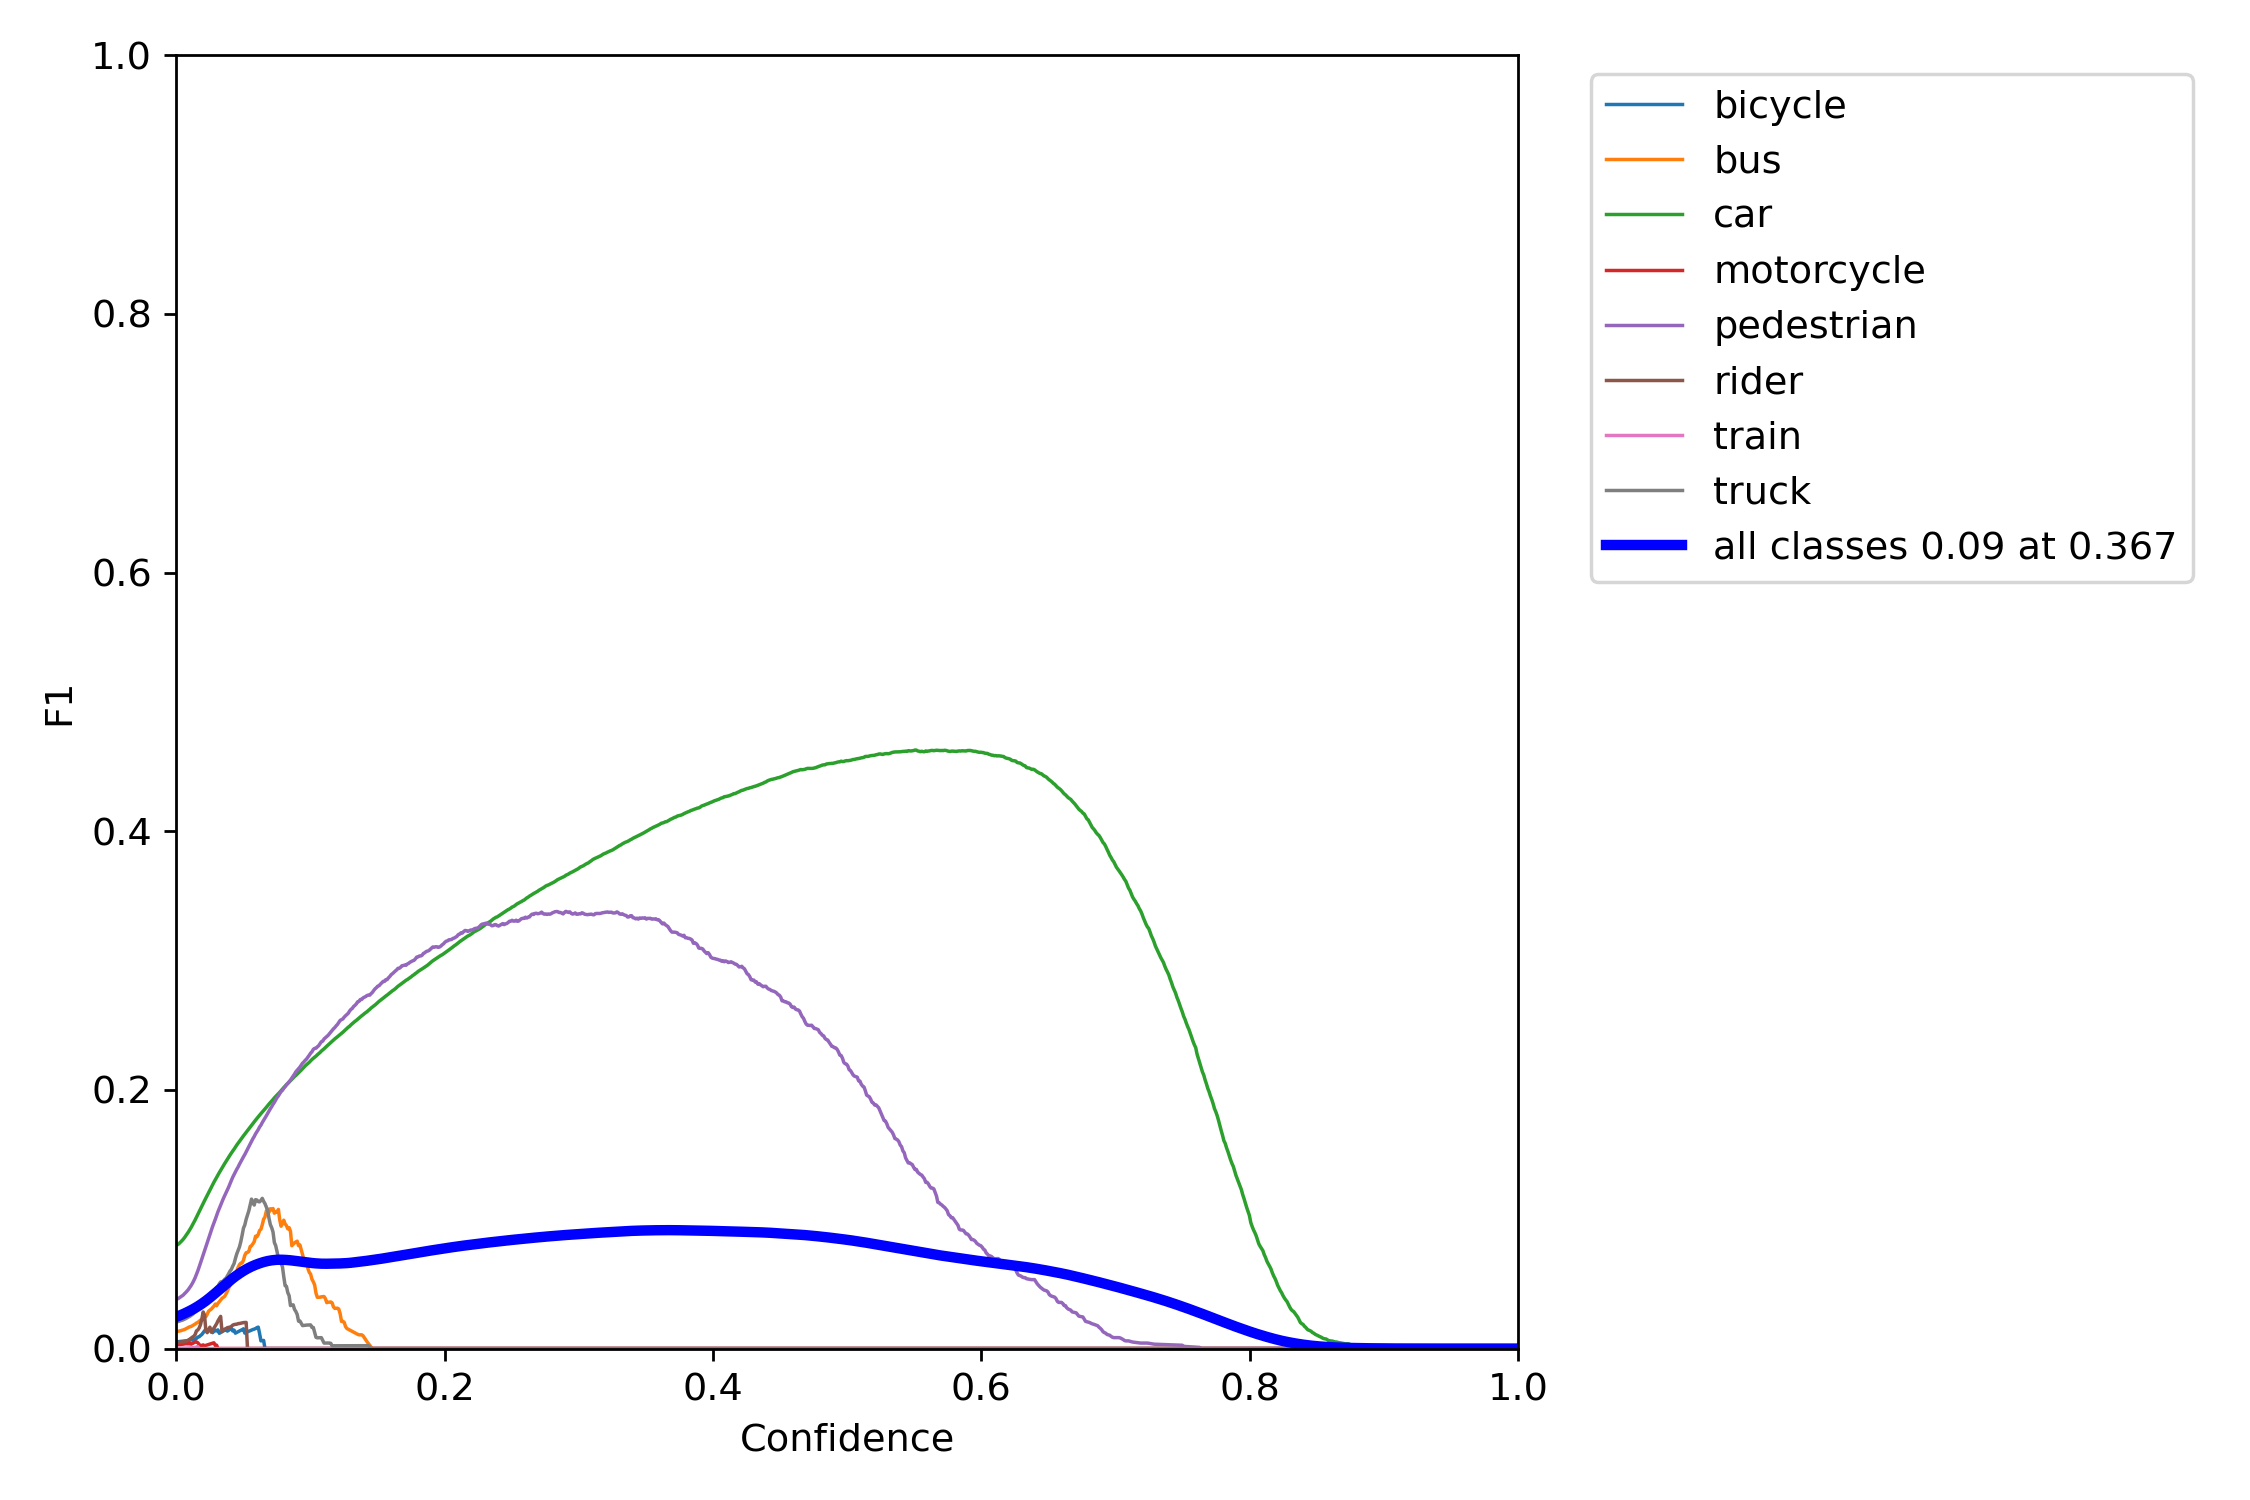 1.0
0.8
0.6
0.4
0.2
0.0
F1
0.0 0.2 0.4 0.6 0.8 1.0
Confidence
bicycle
bus
car
motorcycle
pedestrian
rider
train
truck
all classes 0.09 at 0.367